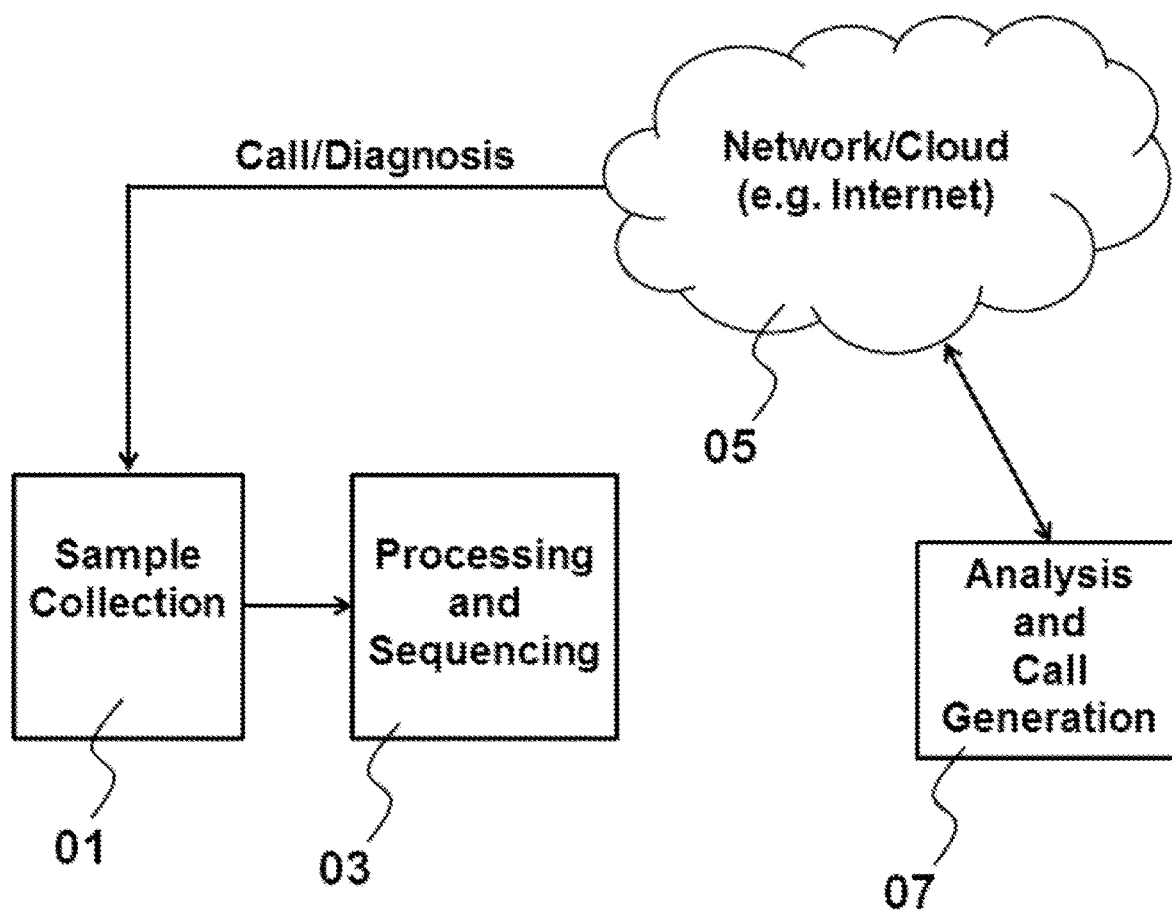 Call/Diagnosis
Network/Cloud
(e.g. Internet)
05
Sample
Collection
01
Processing
and
Sequencing
03
Analysis
and
Call
Generation
07